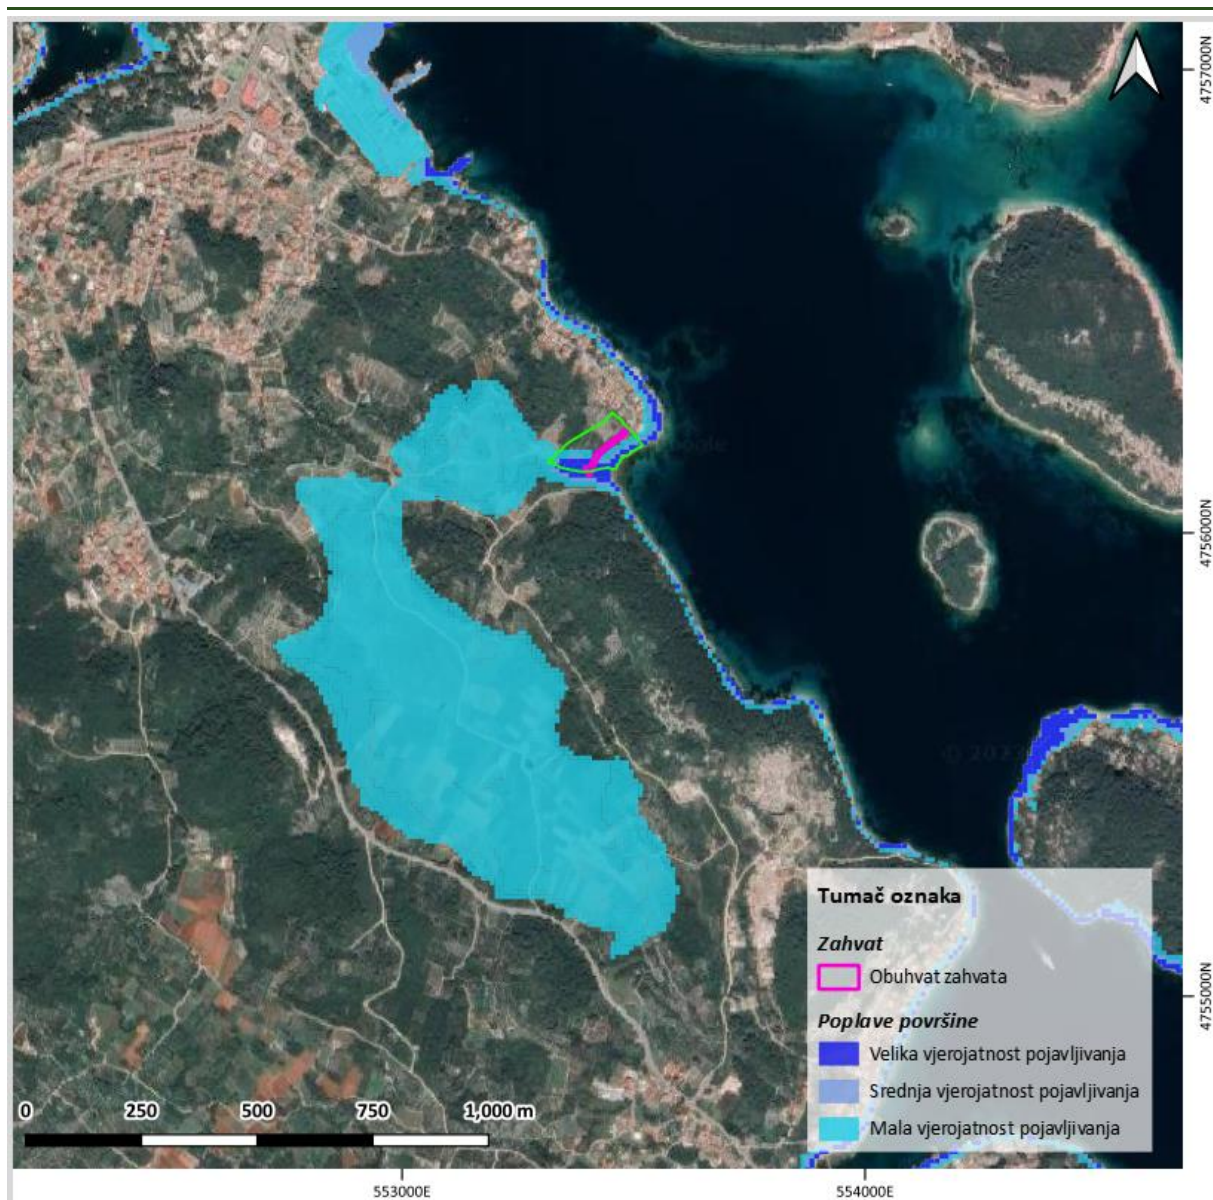 4757000N
4756000N
4755000N
Tumač oznaka
Zahvat
Obuhvat zahvata
Poplave površine
Velika vjerojatnost pojavljivanja
Srednja vjerojatnost pojavljivanja
Mala vjerojatnost pojavljivanja
0 250 500 750 1,000 m
553000E 554000E